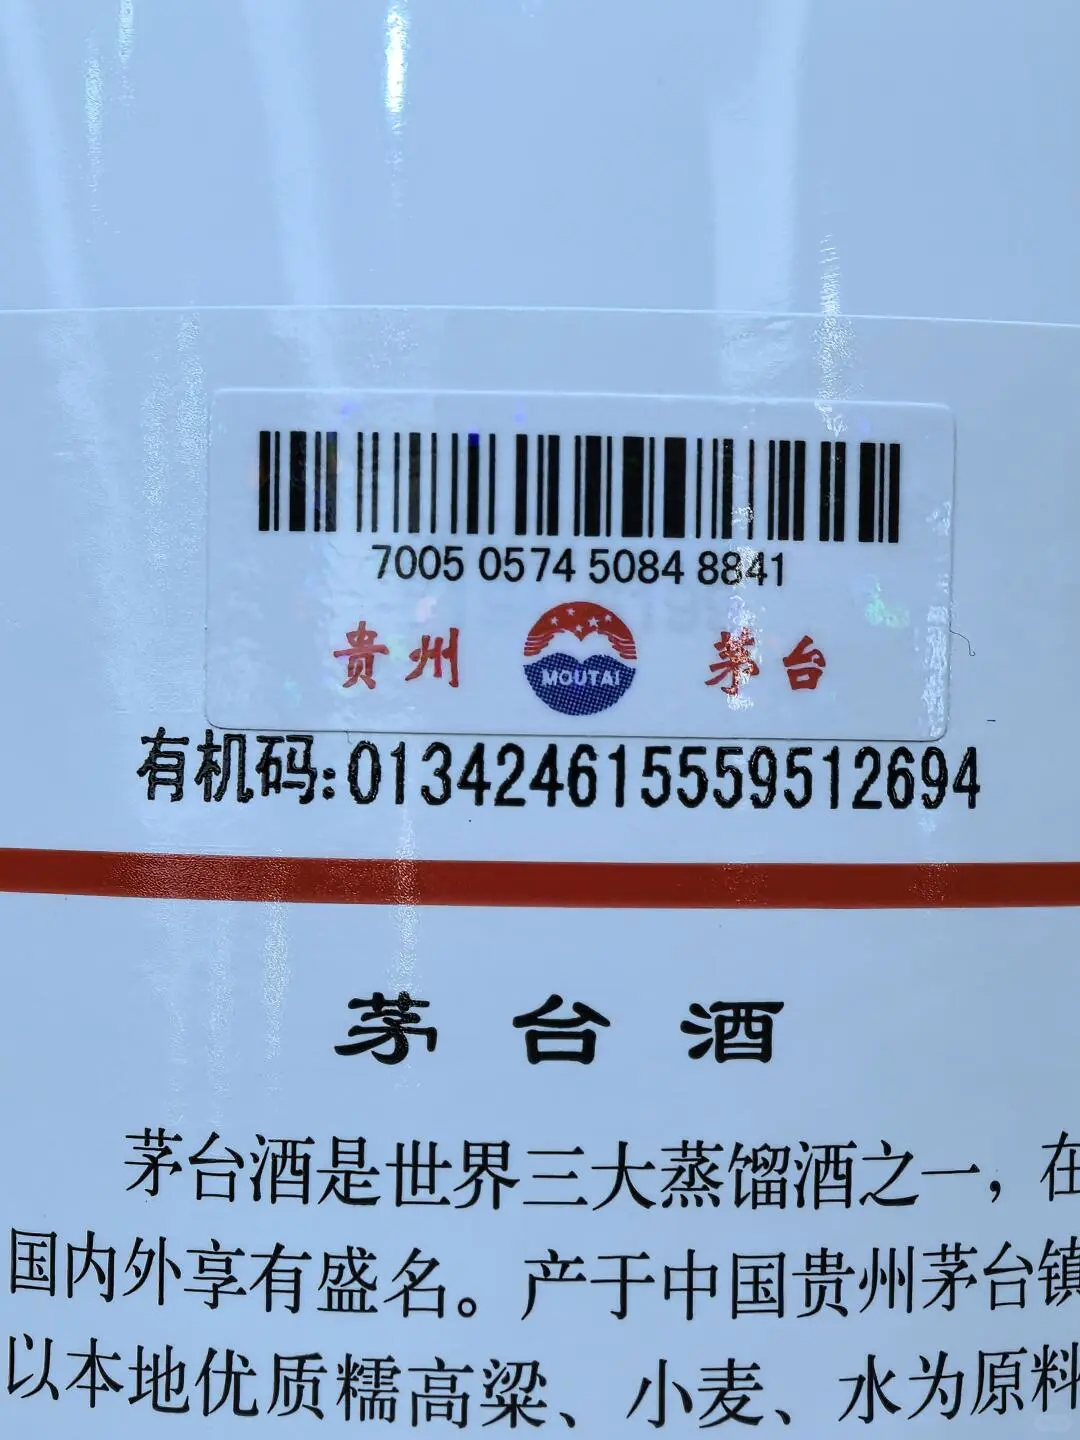 7005 0574 5084 8841
贵州 MOUTAI 茅台
有机码:013424615559512694
茅台酒
茅台酒是世界三大蒸馏酒之一，在
国内外享有盛名。产于中国贵州茅台镇
以本地优质糯高粱、小麦、水为原料